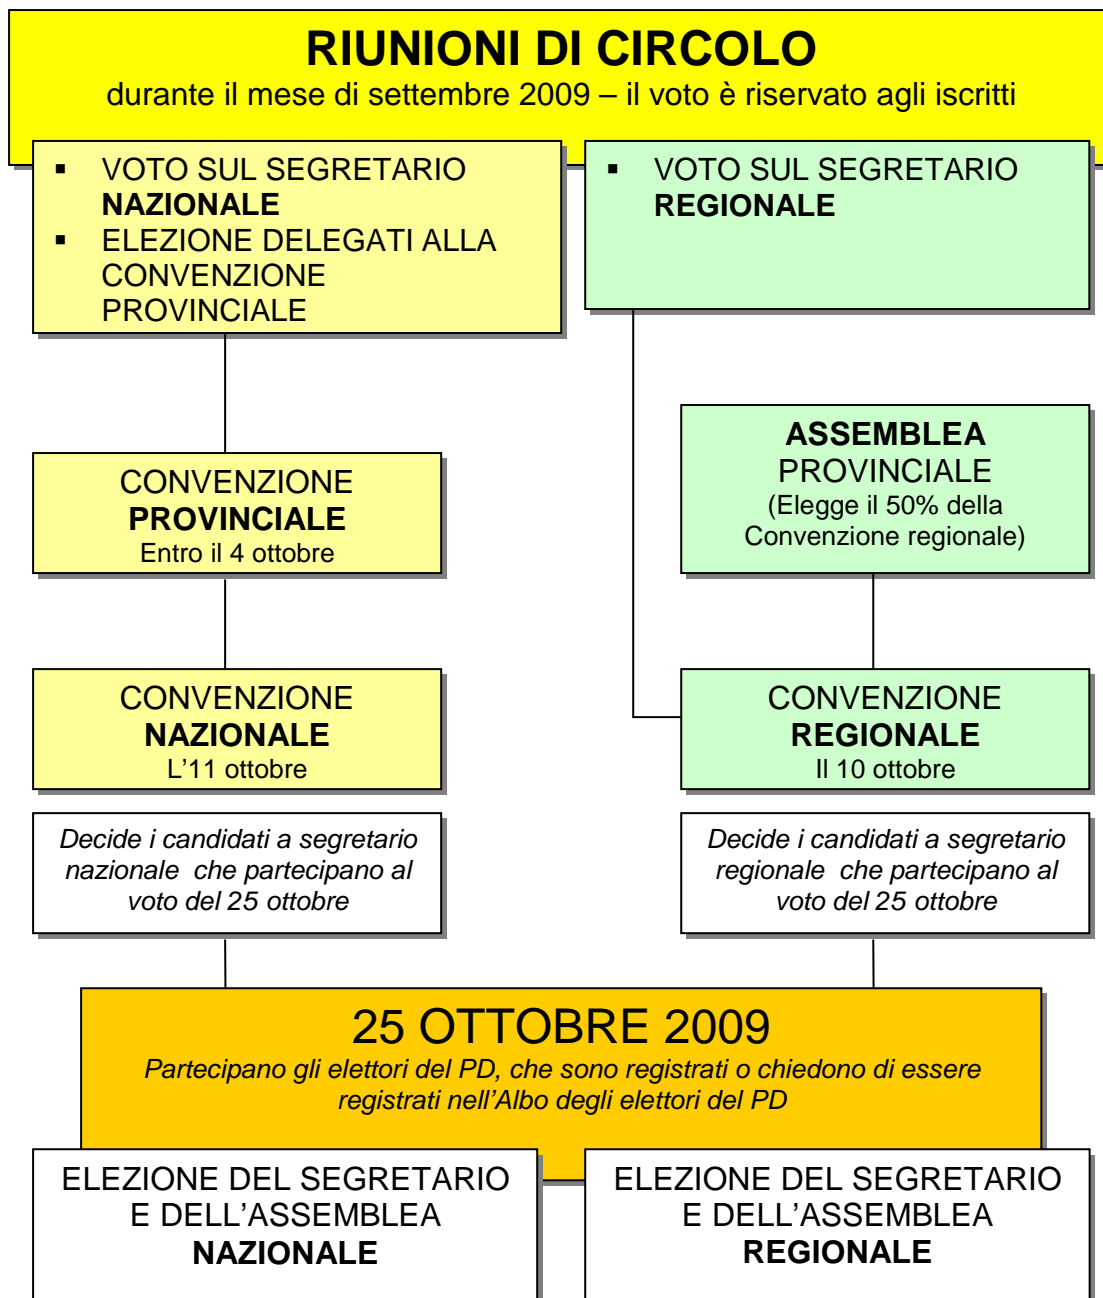 RIUNIONI DI CIRCOLO
durante il mese di settembre 2009 – il voto è riservato agli iscritti
▪ VOTO SUL SEGRETARIO
NAZIONALE
▪ ELEZIONE DELEGATI ALLA
CONVENZIONE
PROVINCIALE
▪ VOTO SUL SEGRETARIO
REGIONALE
CONVENZIONE
PROVINCIALE
Entro il 4 ottobre
ASSEMBLEA
PROVINCIALE
(Elegge il 50% della
Convenzione regionale)
CONVENZIONE
NAZIONALE
L'11 ottobre
CONVENZIONE
REGIONALE
Il 10 ottobre
Decide i candidati a segretario
nazionale che partecipano al
voto del 25 ottobre
Decide i candidati a segretario
regionale che partecipano al
voto del 25 ottobre
25 OTTOBRE 2009
Partecipano gli elettori del PD, che sono registrati o chiedono di essere
registrati nell'Albo degli elettori del PD
ELEZIONE DEL SEGRETARIO
E DELL'ASSEMBLEA
NAZIONALE
ELEZIONE DEL SEGRETARIO
E DELL'ASSEMBLEA
REGIONALE